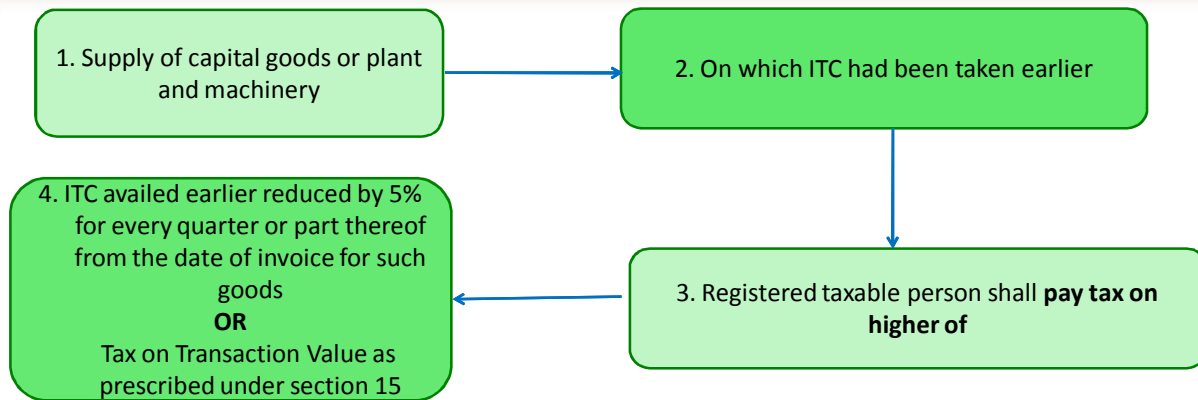 1. Supply of capital goods or plant
and machinery
2. On which ITC had been taken earlier
3. Registered taxable person shall pay tax on
higher of
4. ITC availed earlier reduced by 5%
for every quarter or part thereof
from the date of invoice for such
goods
OR
Tax on Transaction Value as
prescribed under section 15